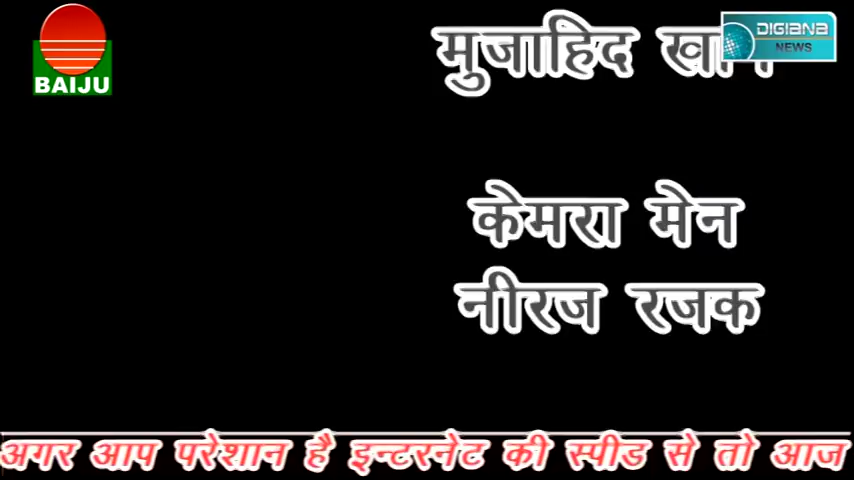 मुजाहिद
DIGIANA
NEWS
BAIJU
केमरा मेन
नीरज रजक
अगर आप परेशान है इन्टरनेट की स्पीड से तो आज